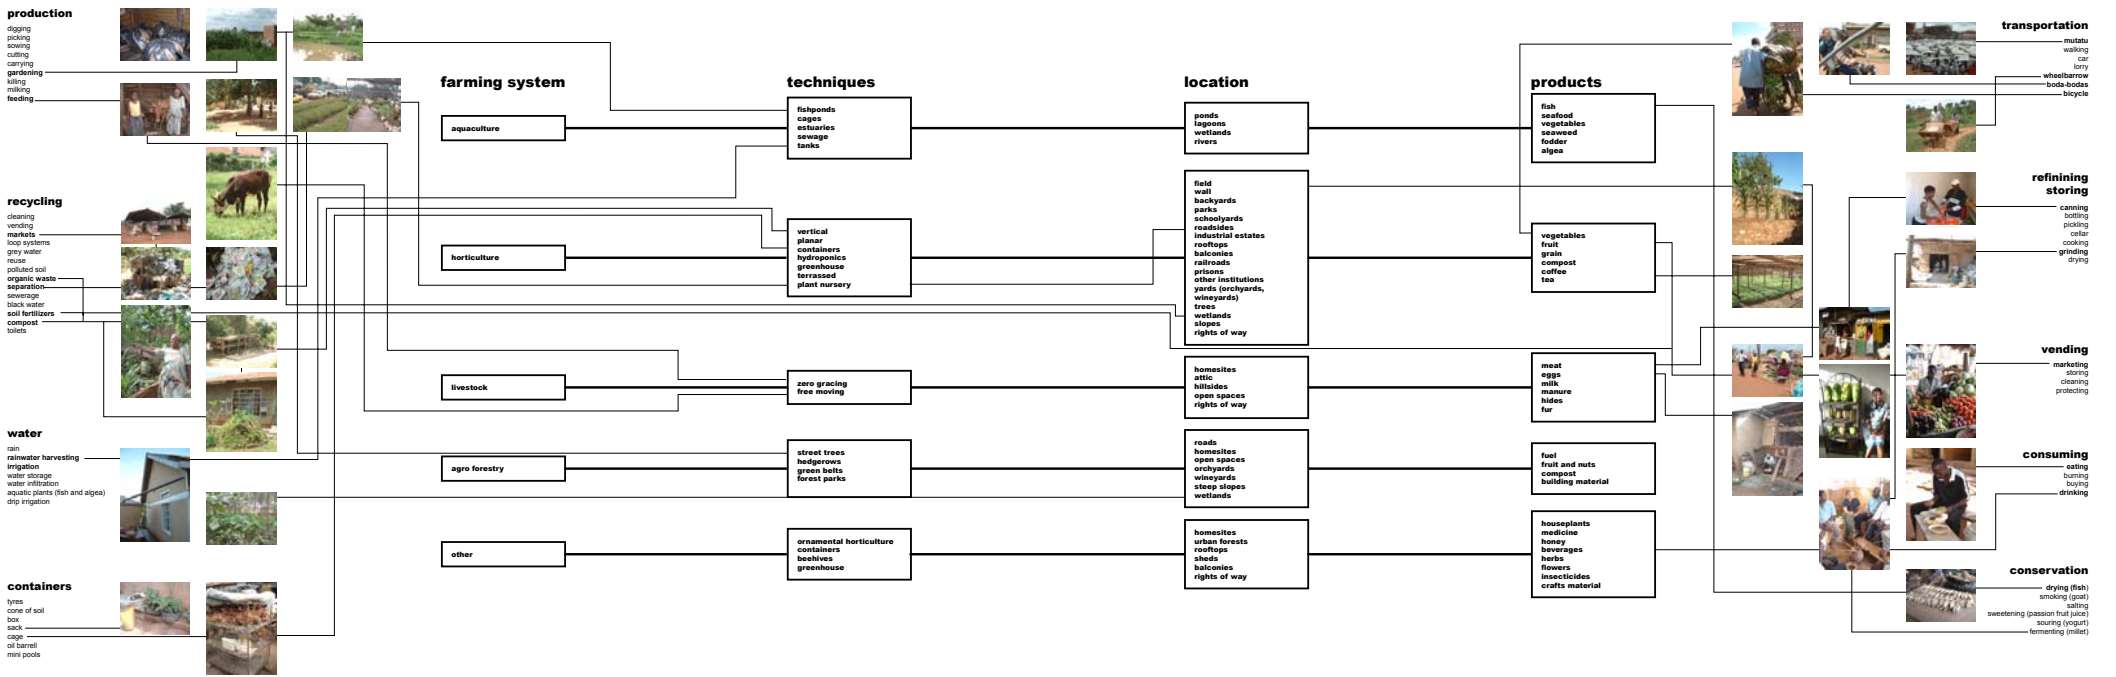 production
digging
picking
sowing
cutting
carrying
gardening
killing
milking
feeding
recycling
cleaning
vending
markets
loop systems
grey water
reuse
polluted soil
organic waste
separation
sewerage
black water
soil fertilizers
compost
toilets
water
rain
rainwater harvesting
irrigation
water storage
water infiltration
aquatic plants (fish and algea)
drip irrigation
containers
tyres
cone of soil
box
sack
cage
oil barrell
mini pools
farming system
aquaculture
horticulture
livestock
agro forestry
other
techniques
fishponds
cages
estuaries
sewage
tanks
vertical
planar
containers
hydroponics
greenhouse
terrassed
plant nursery
zero gracing
free moving
street trees
hedgerows
green belts
forest parks
ornamental horticulture
containers
beehives
greenhouse
location
ponds
lagoons
wetlands
rivers
field
wall
backyards
parks
schoolyards
roadsides
industrial estates
rooftops
balconies
railroads
prisons
other institutions
yards (orchyards,
wineyards)
trees
wetlands
slopes
rights of way
homesites
attic
hillsides
open spaces
rights of way
roads
homesites
open spaces
orchyards
wineyards
steep slopes
wetlands
homesites
urban forests
rooftops
sheds
balconies
rights of way
products
fish
seafood
vegetables
seaweed
fodder
algea
vegetables
fruit
grain
compost
coffee
tea
meat
eggs
milk
manure
hides
fur
fuel
fruit and nuts
compost
building material
houseplants
medicine
honey
beverages
herbs
flowers
insecticides
crafts material
transportation
mutatu
walking
car
lorry
wheelbarrow
boda-bodas
bicycle
refinining
storing
canning
bottling
pickling
cellar
cooking
grinding
drying
vending
marketing
storing
cleaning
protecting
consuming
eating
burning
buying
drinking
conservation
drying (fish)
smoking (goat)
salting
sweetening (passion fruit juice)
souring (yogurt)
fermenting (millet)